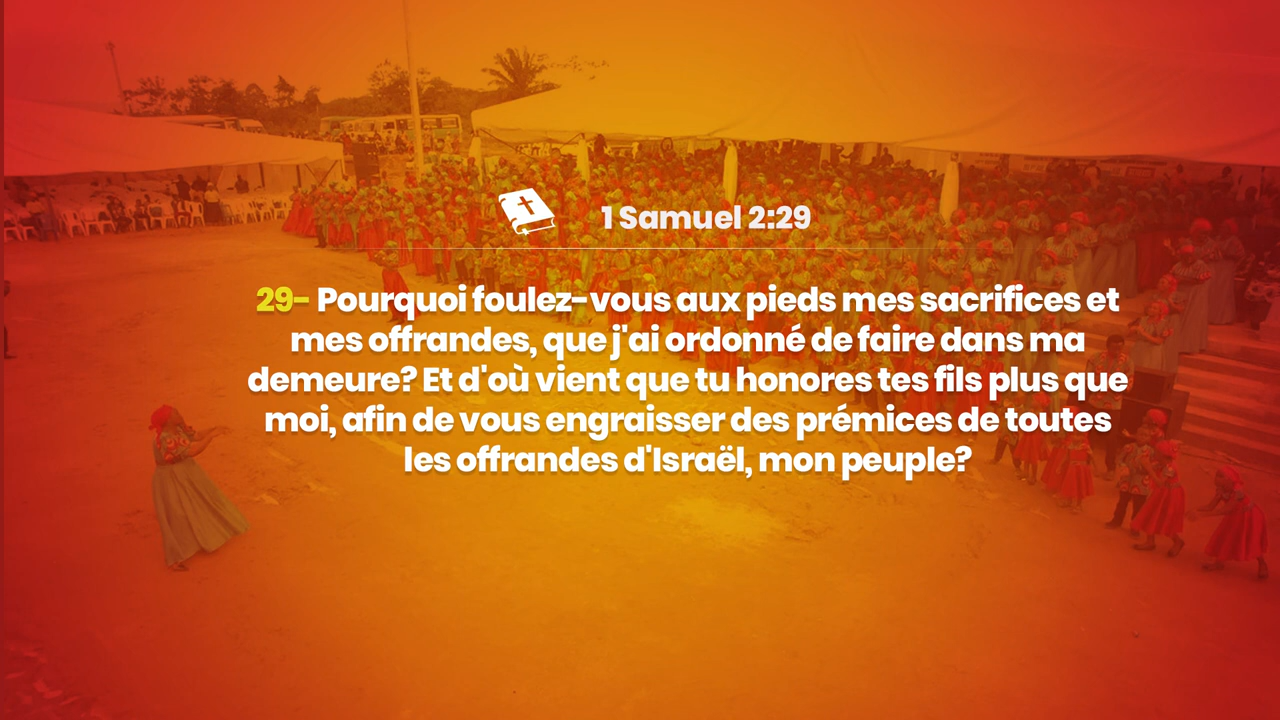 1 Samuel 2:29
29- Pourquoi foulez-vous aux pieds mes sacrifices et
mes offrandes, que j'ai ordonné de faire dans ma
demeure? Et d'où vient que tu honores tes fils plus que
moi, afin de vous engraisser des prémices de toutes
les offrandes d'Israël, mon peuple?